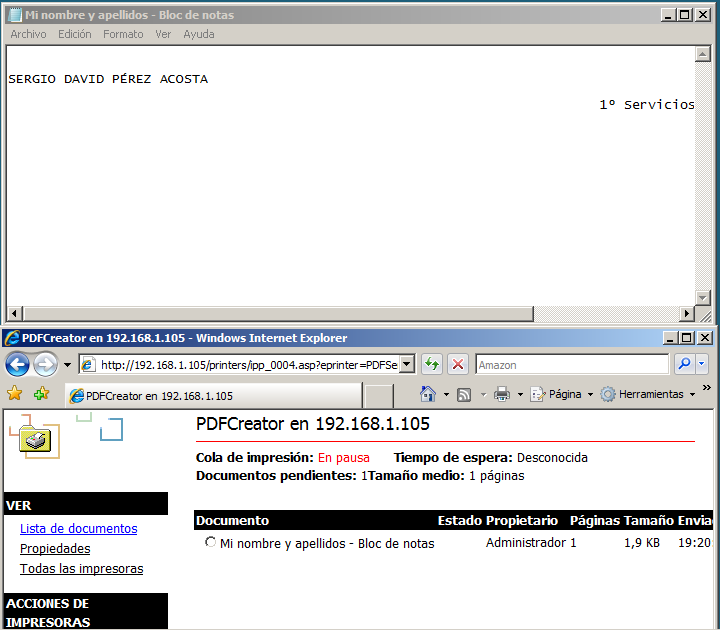 Mi nombre y apellidos - Bloc de notas
Archivo Edición Formato Ver Ayuda
SERGIO DAVID PÉREZ ACOSTA
1º Servicios
PDFCreator en 192.168.1.105 - Windows Internet Explorer
http://192.168.1.105/printers/ipp_0004.asp?eprinter=PDFSe
Amazon
PDFCreator en 192.168.1.105
Página Herramientas »
PDFCreator en 192.168.1.105
Cola de impresión: En pausa Tiempo de espera: Desconocida
Documentos pendientes: 1Tamaño medio: 1 páginas
VER
Lista de documentos
Propiedades
Todas las impresoras
ACCIONES DE
IMPRESORAS
Documento Estado Propietario Páginas Tamaño Envia
Mi nombre y apellidos - Bloc de notas Administrador 1 1,9 KB 19:20: